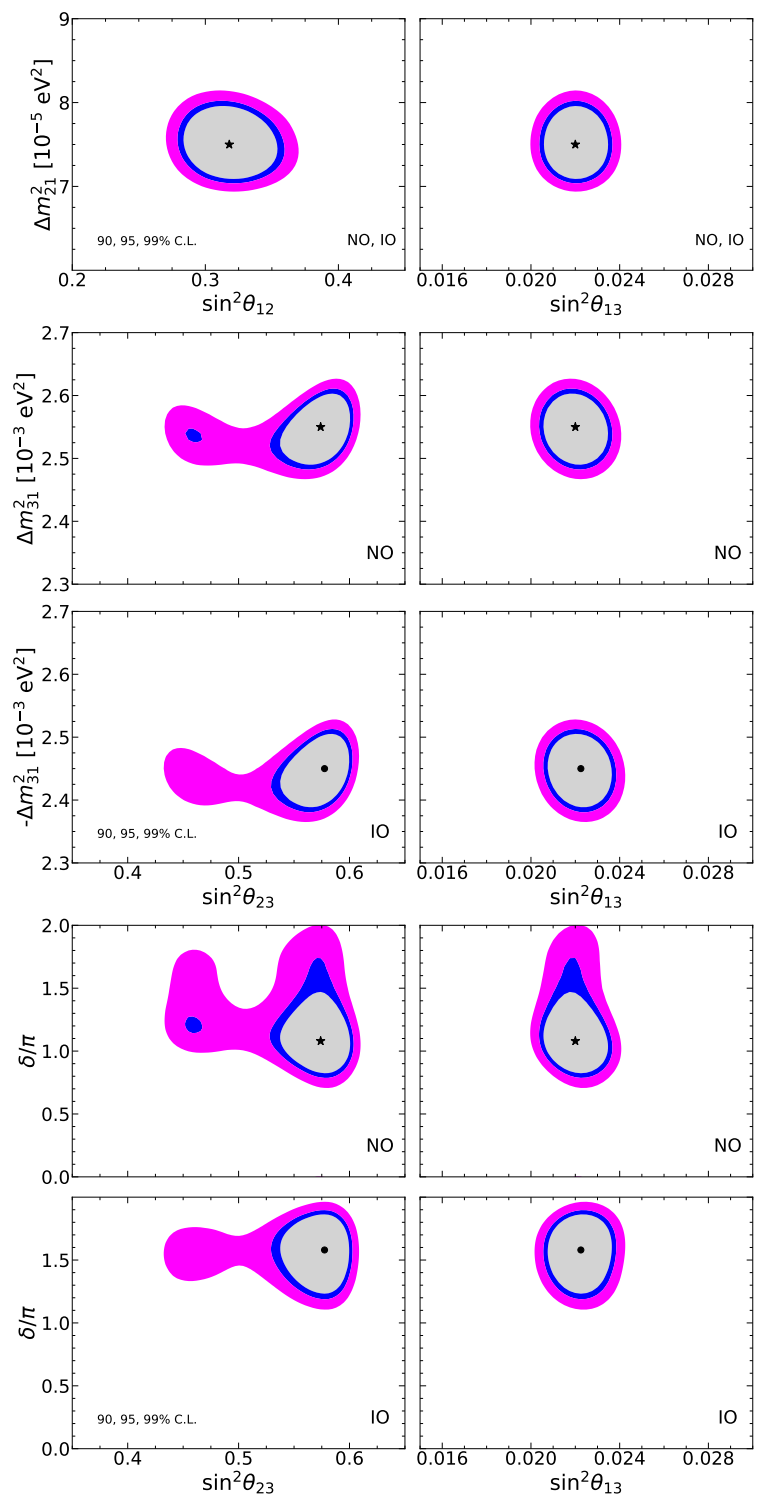 9
8
7
Δm²₂₁ [10⁻⁵ eV²]
90, 95, 99% C.L.
NO, IO
NO, IO
0.2 0.3 0.4
0.016 0.020 0.024 0.028
sin²θ₁₂
sin²θ₁₃
2.7
2.6
2.5
2.4
2.3
Δm²₃₁ [10⁻³ eV²]
NO
NO
2.7
2.6
2.5
2.4
2.3
-Δm²₃₁ [10⁻³ eV²]
90, 95, 99% C.L.
IO
IO
0.4 0.5 0.6
0.016 0.020 0.024 0.028
sin²θ₂₃
sin²θ₁₃
2.0
1.5
1.0
0.5
0.0
δ/π
NO
NO
1.5
1.0
0.5
0.0
δ/π
90, 95, 99% C.L.
IO
IO
0.4 0.5 0.6
0.016 0.020 0.024 0.028
sin²θ₂₃
sin²θ₁₃